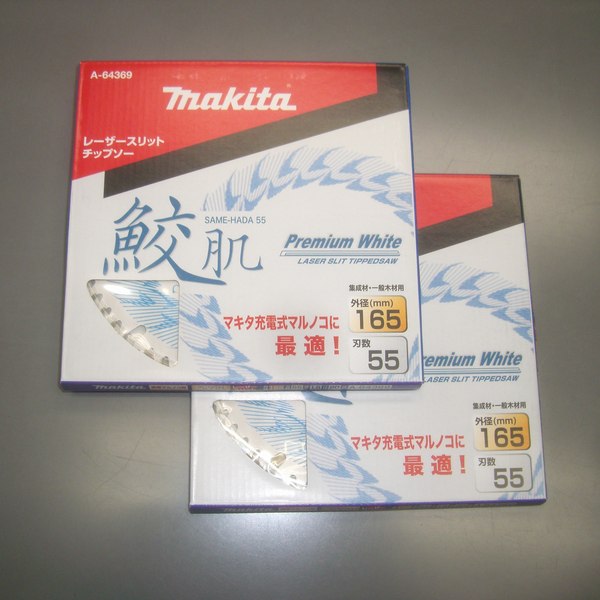 A-64369
makita
レーザースリット
チップソー
鮫肌
SAME-HADA 55
Premium White
LASER SLIT TIPPEDSAW
集成材・一般木材用
外径(mm)
165
マキタ充電式マルノコに
最適！
刃数
55
makita
remium White
LASER SLIT TIPPEDSAW
集成材・一般木材用
外径(mm)
165
マキタ充電式マルノコに
最適！
刃数
55